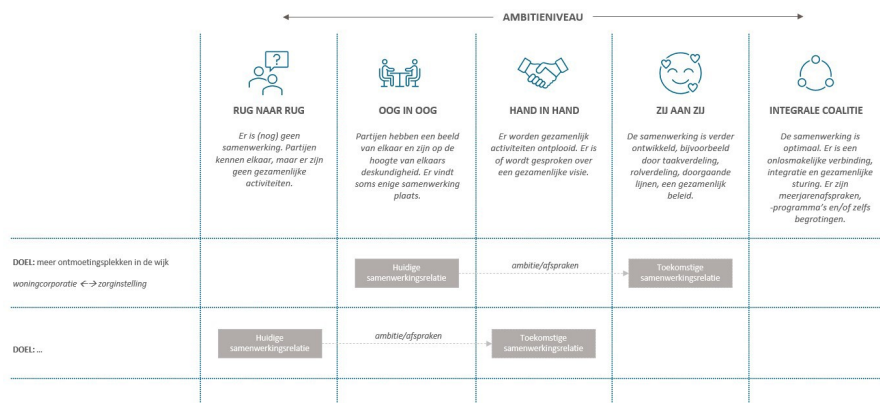 AMBITIENIVEAU
?
RUG NAAR RUG
Er is (nog) geen
samenwerking. Partijen
kennen elkaar, maar er zijn
geen gezamenlijke
activiteiten.
OOG IN OOG
Partijen hebben een beeld
van elkaar en zijn op de
hoogte van elkaars
deskundigheid. Er vindt
soms enige samenwerking
plaats.
HAND IN HAND
Er worden gezamenlijk
activiteiten ontplooid. Er is
of wordt gesproken over
een gezamenlijke visie.
ZIJ AAN ZIJ
De samenwerking is verder
ontwikkeld, bijvoorbeeld
door taakverdeling,
rolverdeling, doorgaande
lijnen, een gezamenlijk
beleid.
INTEGRALE COALITIE
De samenwerking is
optimaal. Er is een
onlosmakelijke verbinding,
integratie en gezamenlijke
sturing. Er zijn
meerjarenafspraken,
-programma's en/of zelfs
begrotingen.
DOEL: meer ontmoetingsplekken in de wijk
woningcorporatie ←→ zorginstelling
Huidige
samenwerkingsrelatie
ambitie/afspraken
Toekomstige
samenwerkingsrelatie
DOEL: ...
Huidige
samenwerkingsrelatie
ambitie/afspraken
Toekomstige
samenwerkingsrelatie